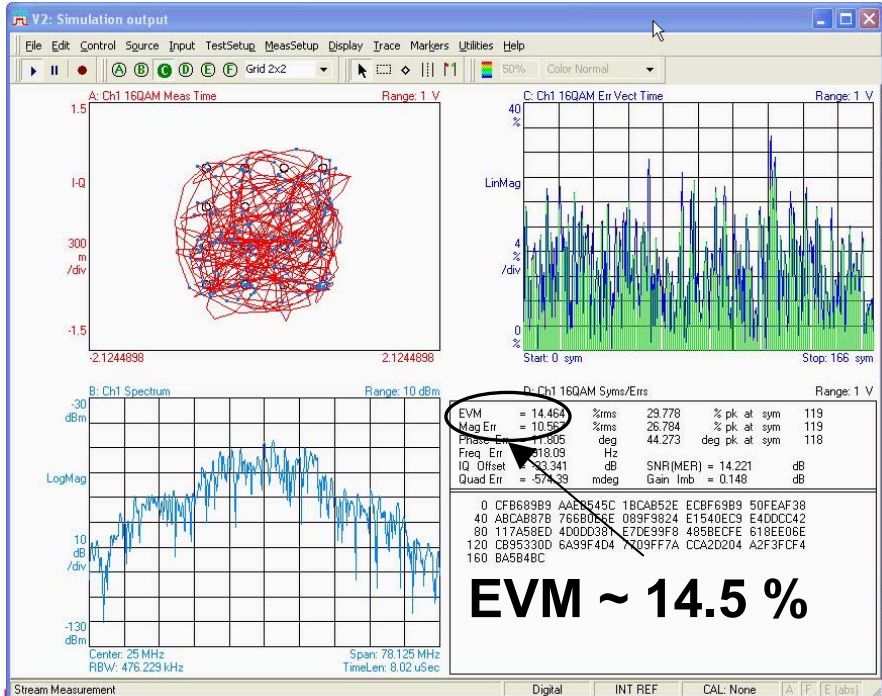 V2: Simulation output
File Edit Control Source Input TestSetup MeasSetup Display Trace Markers Utilities Help
A B C D E F Grid 2x2 50% Color Normal
A: Ch1 16QAM Meas Time Range: 1 V
1.5
I-Q
300
m
/div
-1.5
-2.1244898 2.1244898
C: Ch1 16QAM Err Vect Time Range: 1 V
40
%
LinMag
4
%
/div
0
%
Start: 0 sym Stop: 166 sym
B: Ch1 Spectrum Range: 10 dBm
-30
dBm
LogMag
10
dB
/div
-130
dBm
Center: 25 MHz Span: 78.125 MHz
RBW: 476.229 kHz TimeLen: 8.02 uSec
D: Ch1 16QAM Syms/Errs Range: 1 V
EVM = 14.464 %rms 29.778 % pk at sym 119
Mag Err = 10.567 %rms 26.784 % pk at sym 119
Phase Err = 11.805 deg 44.273 deg pk at sym 118
Freq Err Hz
IQ Offset dB SNR(MER) = 14.221 dB
Quad Err = -574.39 mdeg Gain Imb = 0.148 dB
0 CFB689B9 1BCAB52E ECBF69B9 50FEAF38
40 ABCAB87B 089F9824 E1540EC9 E4DDCC42
80 117A58ED E7DE99F8 485BECFE 618EE06E
120 CB95330D 6A99F4D4 CCA2D204 A2F3FCF4
160 BA5B4BC
EVM ~ 14.5 %
Stream Measurement Digital INT REF CAL: None A F E (abs)